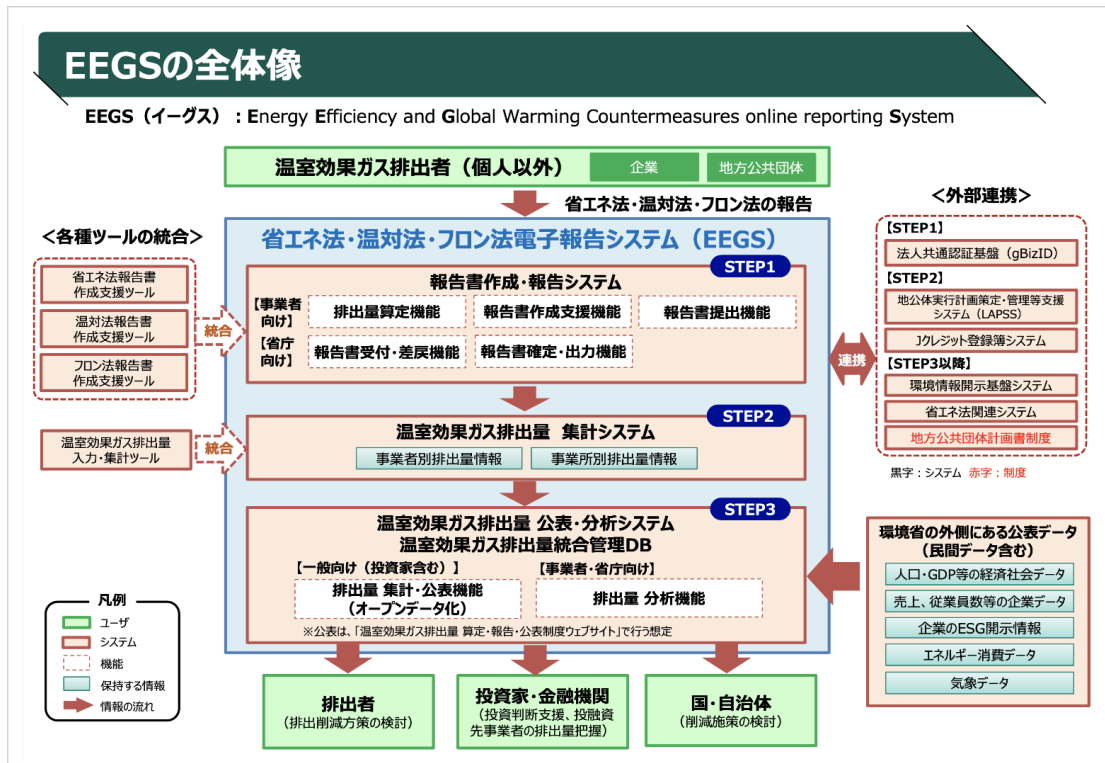 EEGSの全体像
EEGS（イーグス）：Energy Efficiency and Global Warming Countermeasures online reporting System
温室効果ガス排出者（個人以外）
企業
地方公共団体
省エネ法・温対法・フロン法の報告
＜各種ツールの統合＞
省エネ法報告書
作成支援ツール
温対法報告書
作成支援ツール
フロン法報告書
作成支援ツール
統合
温室効果ガス排出量
入力・集計ツール
統合
省エネ法・温対法・フロン法電子報告システム（EEGS）
STEP1
報告書作成・報告システム
【事業者
向け】
排出量算定機能
報告書作成支援機能
報告書提出機能
【省庁
向け】
報告書受付・差戻機能
報告書確定・出力機能
STEP2
温室効果ガス排出量 集計システム
事業者別排出量情報
事業所別排出量情報
STEP3
温室効果ガス排出量 公表・分析システム
温室効果ガス排出量統合管理DB
【一般向け（投資家含む）】
排出量 集計・公表機能
（オープンデータ化）
【事業者・省庁向け】
排出量 分析機能
※公表は、「温室効果ガス排出量 算定・報告・公表制度ウェブサイト」で行う想定
連携
＜外部連携＞
【STEP1】
法人共通認証基盤（gBizID）
【STEP2】
地公体実行計画策定・管理等支援
システム（LAPSS）
Jクレジット登録簿システム
【STEP3以降】
環境情報開示基盤システム
省エネ法関連システム
地方公共団体計画書制度
黒字：システム 赤字：制度
環境省の外側にある公表データ
（民間データ含む）
人口・GDP等の経済社会データ
売上、従業員数等の企業データ
企業のESG開示情報
エネルギー消費データ
気象データ
凡例
ユーザ
システム
機能
保持する情報
情報の流れ
排出者
（排出削減方策の検討）
投資家・金融機関
（投資判断支援、投融資
先事業者の排出量把握）
国・自治体
（削減施策の検討）